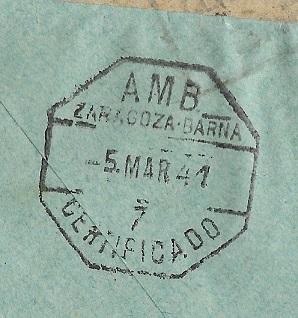 AMB
ZARAGOZA·BARNA
-5.MAR 41
7
CERTIFICADO